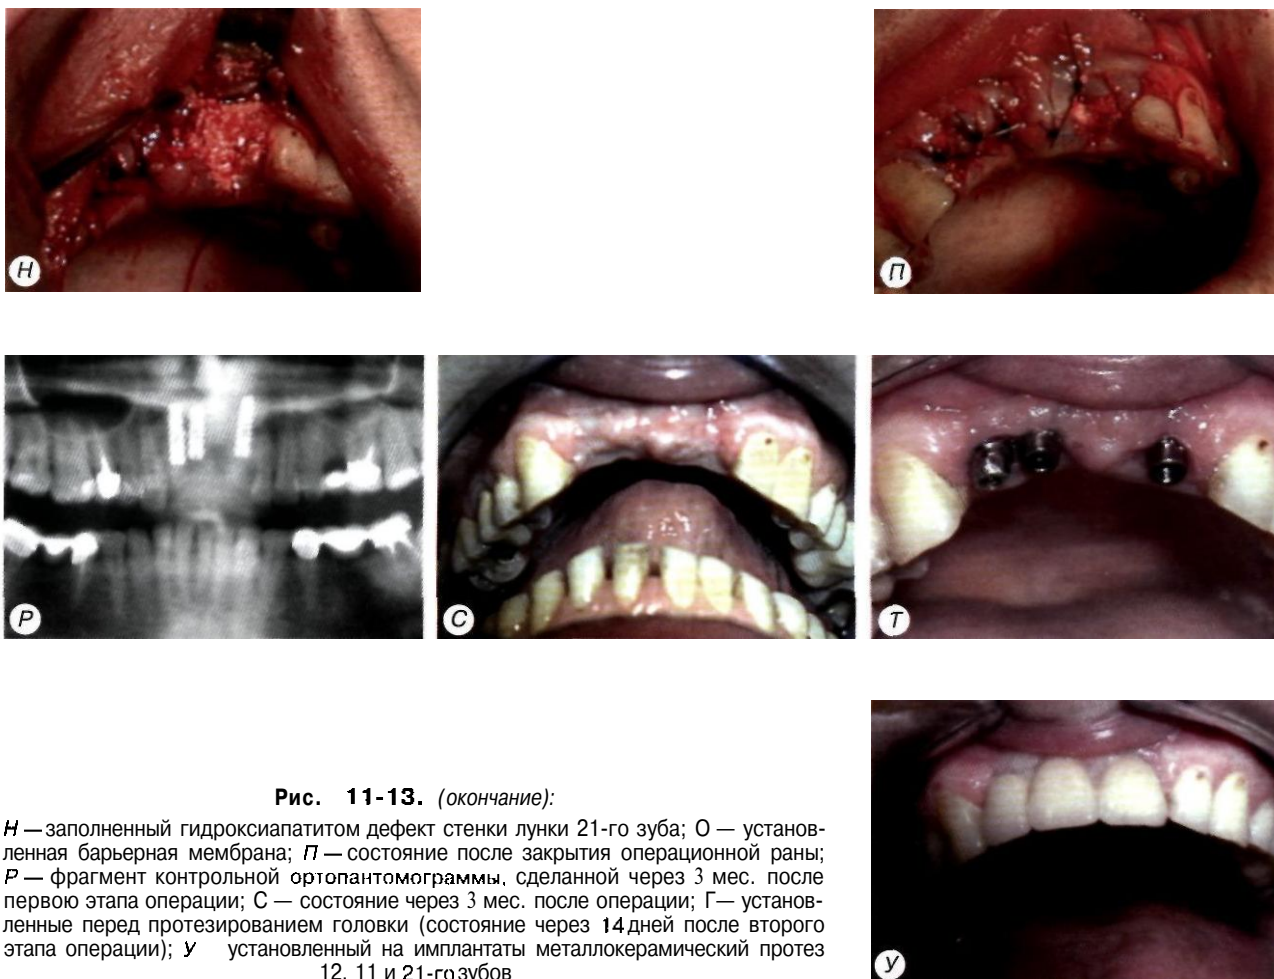 Н
П
Р
С
Т
У
Рис. 11-13. (окончание):
Н — заполненный гидроксиапатитом дефект стенки лунки 21-го зуба; О — установ-
ленная барьерная мембрана; П — состояние после закрытия операционной раны;
Р — фрагмент контрольной ортопантомограммы, сделанной через 3 мес. после
первою этапа операции; С — состояние через 3 мес. после операции; Г— установ-
ленные перед протезированием головки (состояние через 14 дней после второго
этапа операции); У установленный на имплантаты металлокерамический протез
12, 11 и 21-го зубов